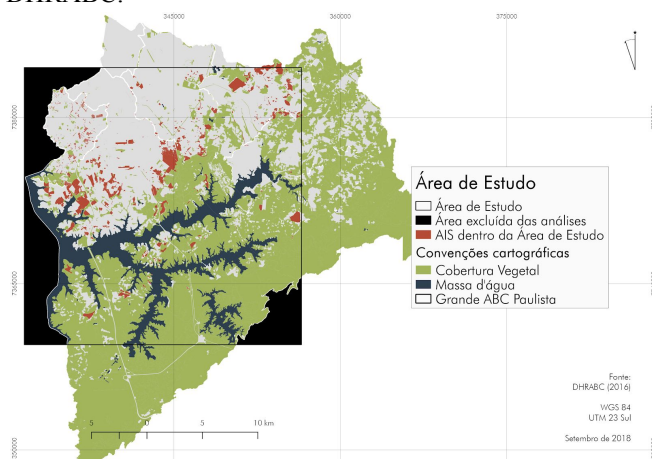 DHRABC.
345000
360000
375000
7380000
7365000
Área de Estudo
Área de Estudo
Área excluída das análises
AIS dentro da Área de Estudo
Convenções cartográficas
Cobertura Vegetal
Massa d'água
Grande ABC Paulista
Fonte:
DHRABC (2016)
WGS 84
UTM 23 Sul
Setembro de 2018
5 0 5 10 km